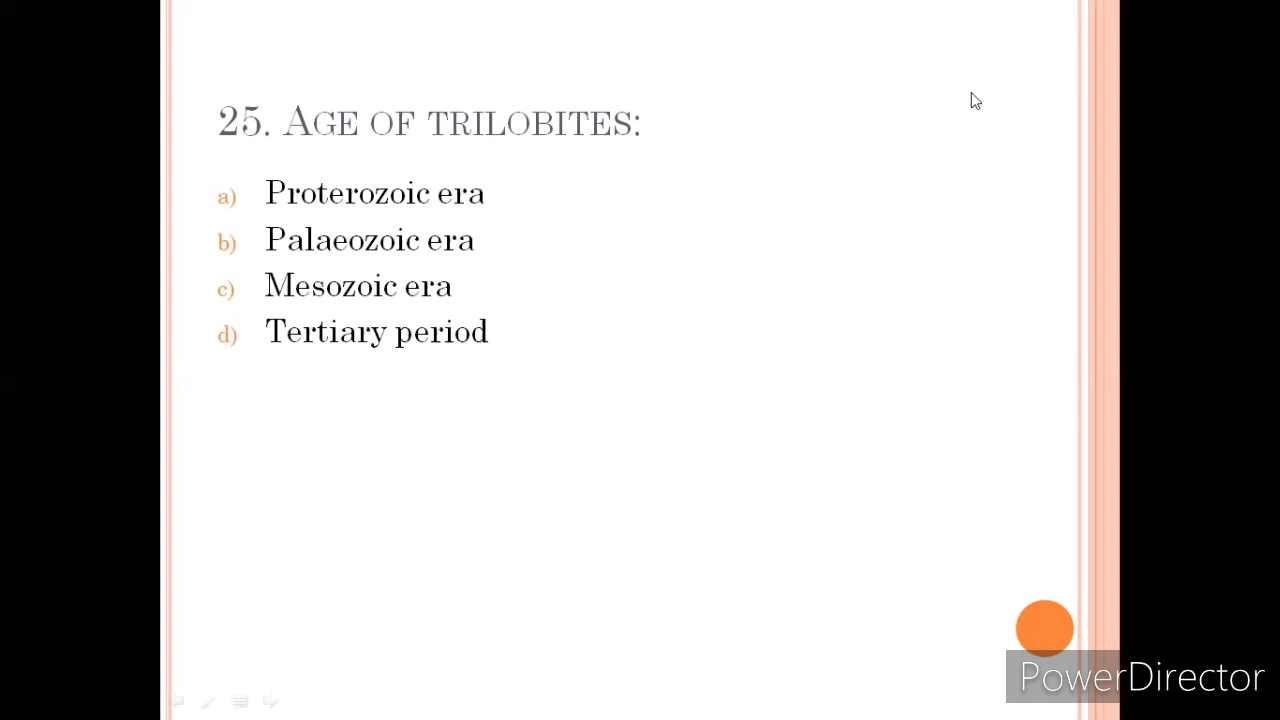 25. AGE OF TRILOBITES:
a) Proterozoic era
b) Palaeozoic era
c) Mesozoic era
d) Tertiary period
PowerDirector